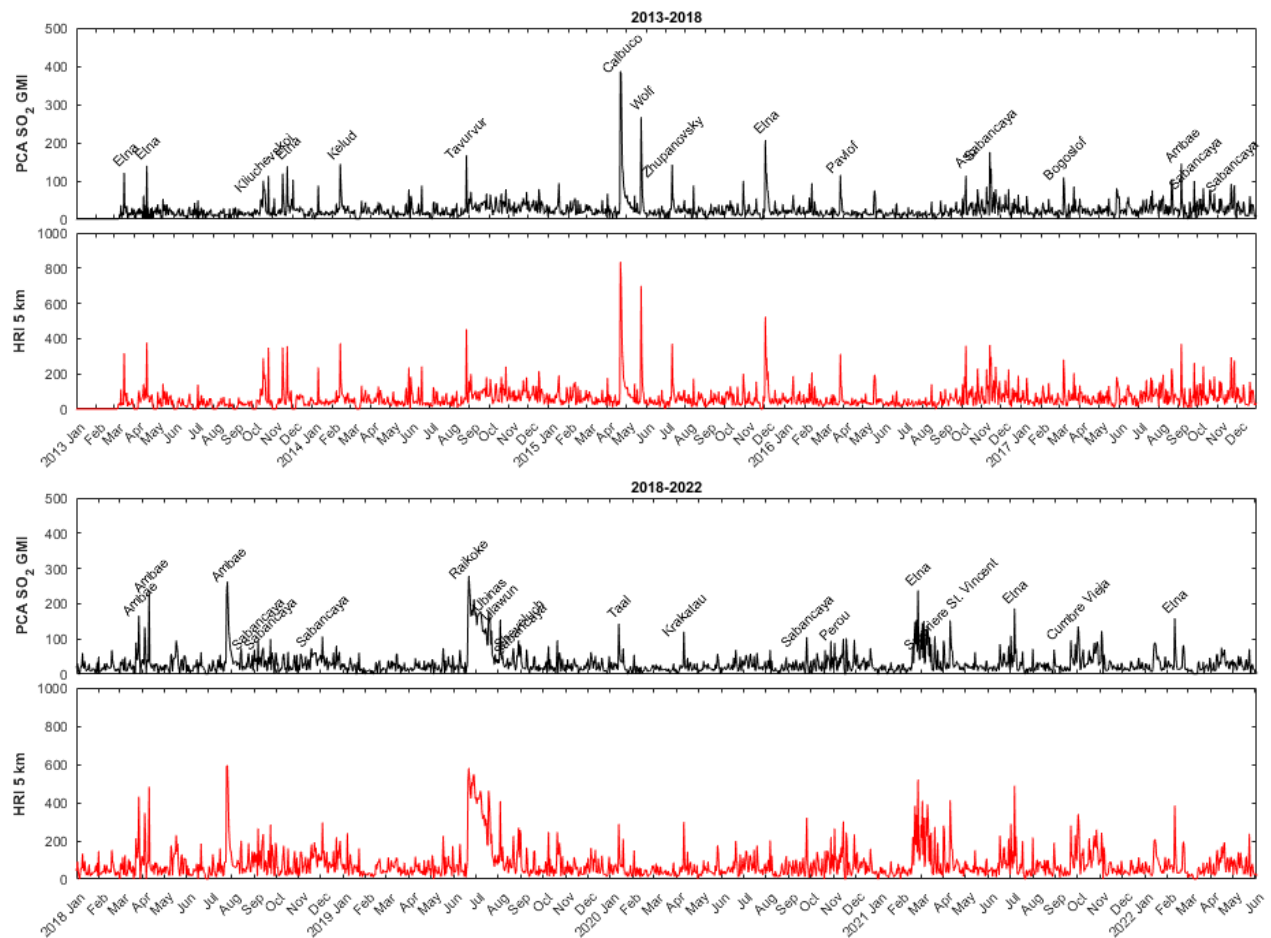 2013-2018
PCA SO2 GMI
500
400
300
200
100
0
Etna
Etna
Kliuchevskoi
Etna
Kelud
Tavurvur
Calbuco
Wolf
Zhupanovsky
Etna
Pavlof
Sabancaya
Bogoslof
Ambae
Sabancaya
Sabancaya
HRI 5 km
1000
800
600
400
200
0
2013 Jan Feb Mar Apr May Jun Jul Aug Sep Oct Nov Dec
2014 Jan Feb Mar Apr May Jun Jul Aug Sep Oct Nov Dec
2015 Jan Feb Mar Apr May Jun Jul Aug Sep Oct Nov Dec
2016 Jan Feb Mar Apr May Jun Jul Aug Sep Oct Nov Dec
2017 Jan Feb Mar Apr May Jun Jul Aug Sep Oct Nov Dec
2018-2022
PCA SO2 GMI
500
400
300
200
100
0
Ambae
Ambae
Ambae
Sabancaya
Sabancaya
Sabancaya
Raikoke
Ubinas
Ulawun
Sabancaya
Taal
Krakatau
Sabancaya
Perou
Etna
St. Vincent
Etna
Cumbre Vieja
Etna
HRI 5 km
1000
800
600
400
200
0
2018 Jan Feb Mar Apr May Jun Jul Aug Sep Oct Nov Dec
2019 Jan Feb Mar Apr May Jun Jul Aug Sep Oct Nov Dec
2020 Jan Feb Mar Apr May Jun Jul Aug Sep Oct Nov Dec
2021 Jan Feb Mar Apr May Jun Jul Aug Sep Oct Nov Dec
2022 Jan Feb Mar Apr May Jun